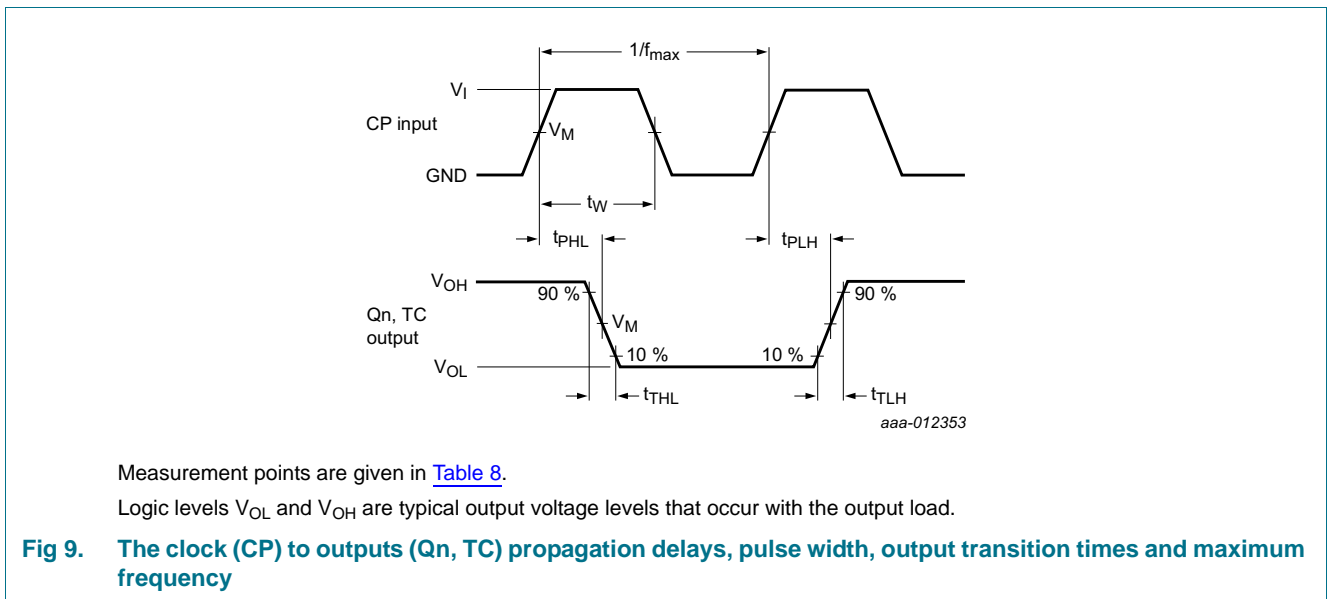 1/fmax
VI
CP input
VM
GND
tW
tPHL
tPLH
VOH
90 %
90 %
Qn, TC
output
VM
10 %
10 %
VOL
tTHL
tTLH
aaa-012353
Measurement points are given in Table 8.
Logic levels VOL and VOH are typical output voltage levels that occur with the output load.
Fig 9. The clock (CP) to outputs (Qn, TC) propagation delays, pulse width, output transition times and maximum
frequency